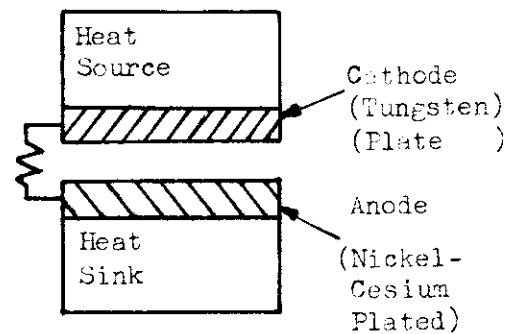 Heat
Source
Cathode
(Tungsten)
(Plate )
Anode
Heat
Sink
(Nickel-
Cesium
Plated)